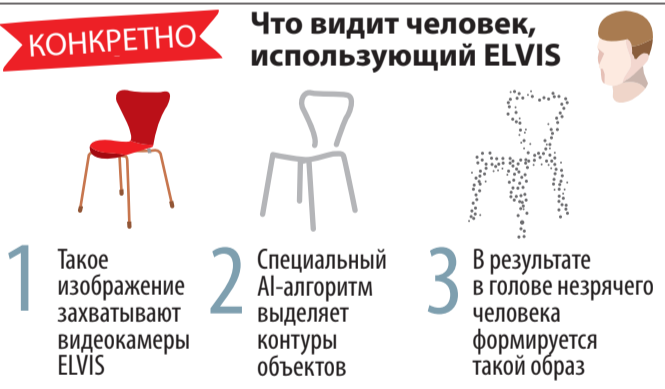 КОНКРЕТНО
Что видит человек,
использующий ELVIS
1
Такое
изображение
захватывают
видеокамеры
ELVIS
2
Специальный
AI-алгоритм
выделяет
контуры
объектов
3
В результате
в голове незрячего
человека
формируется
такой образ